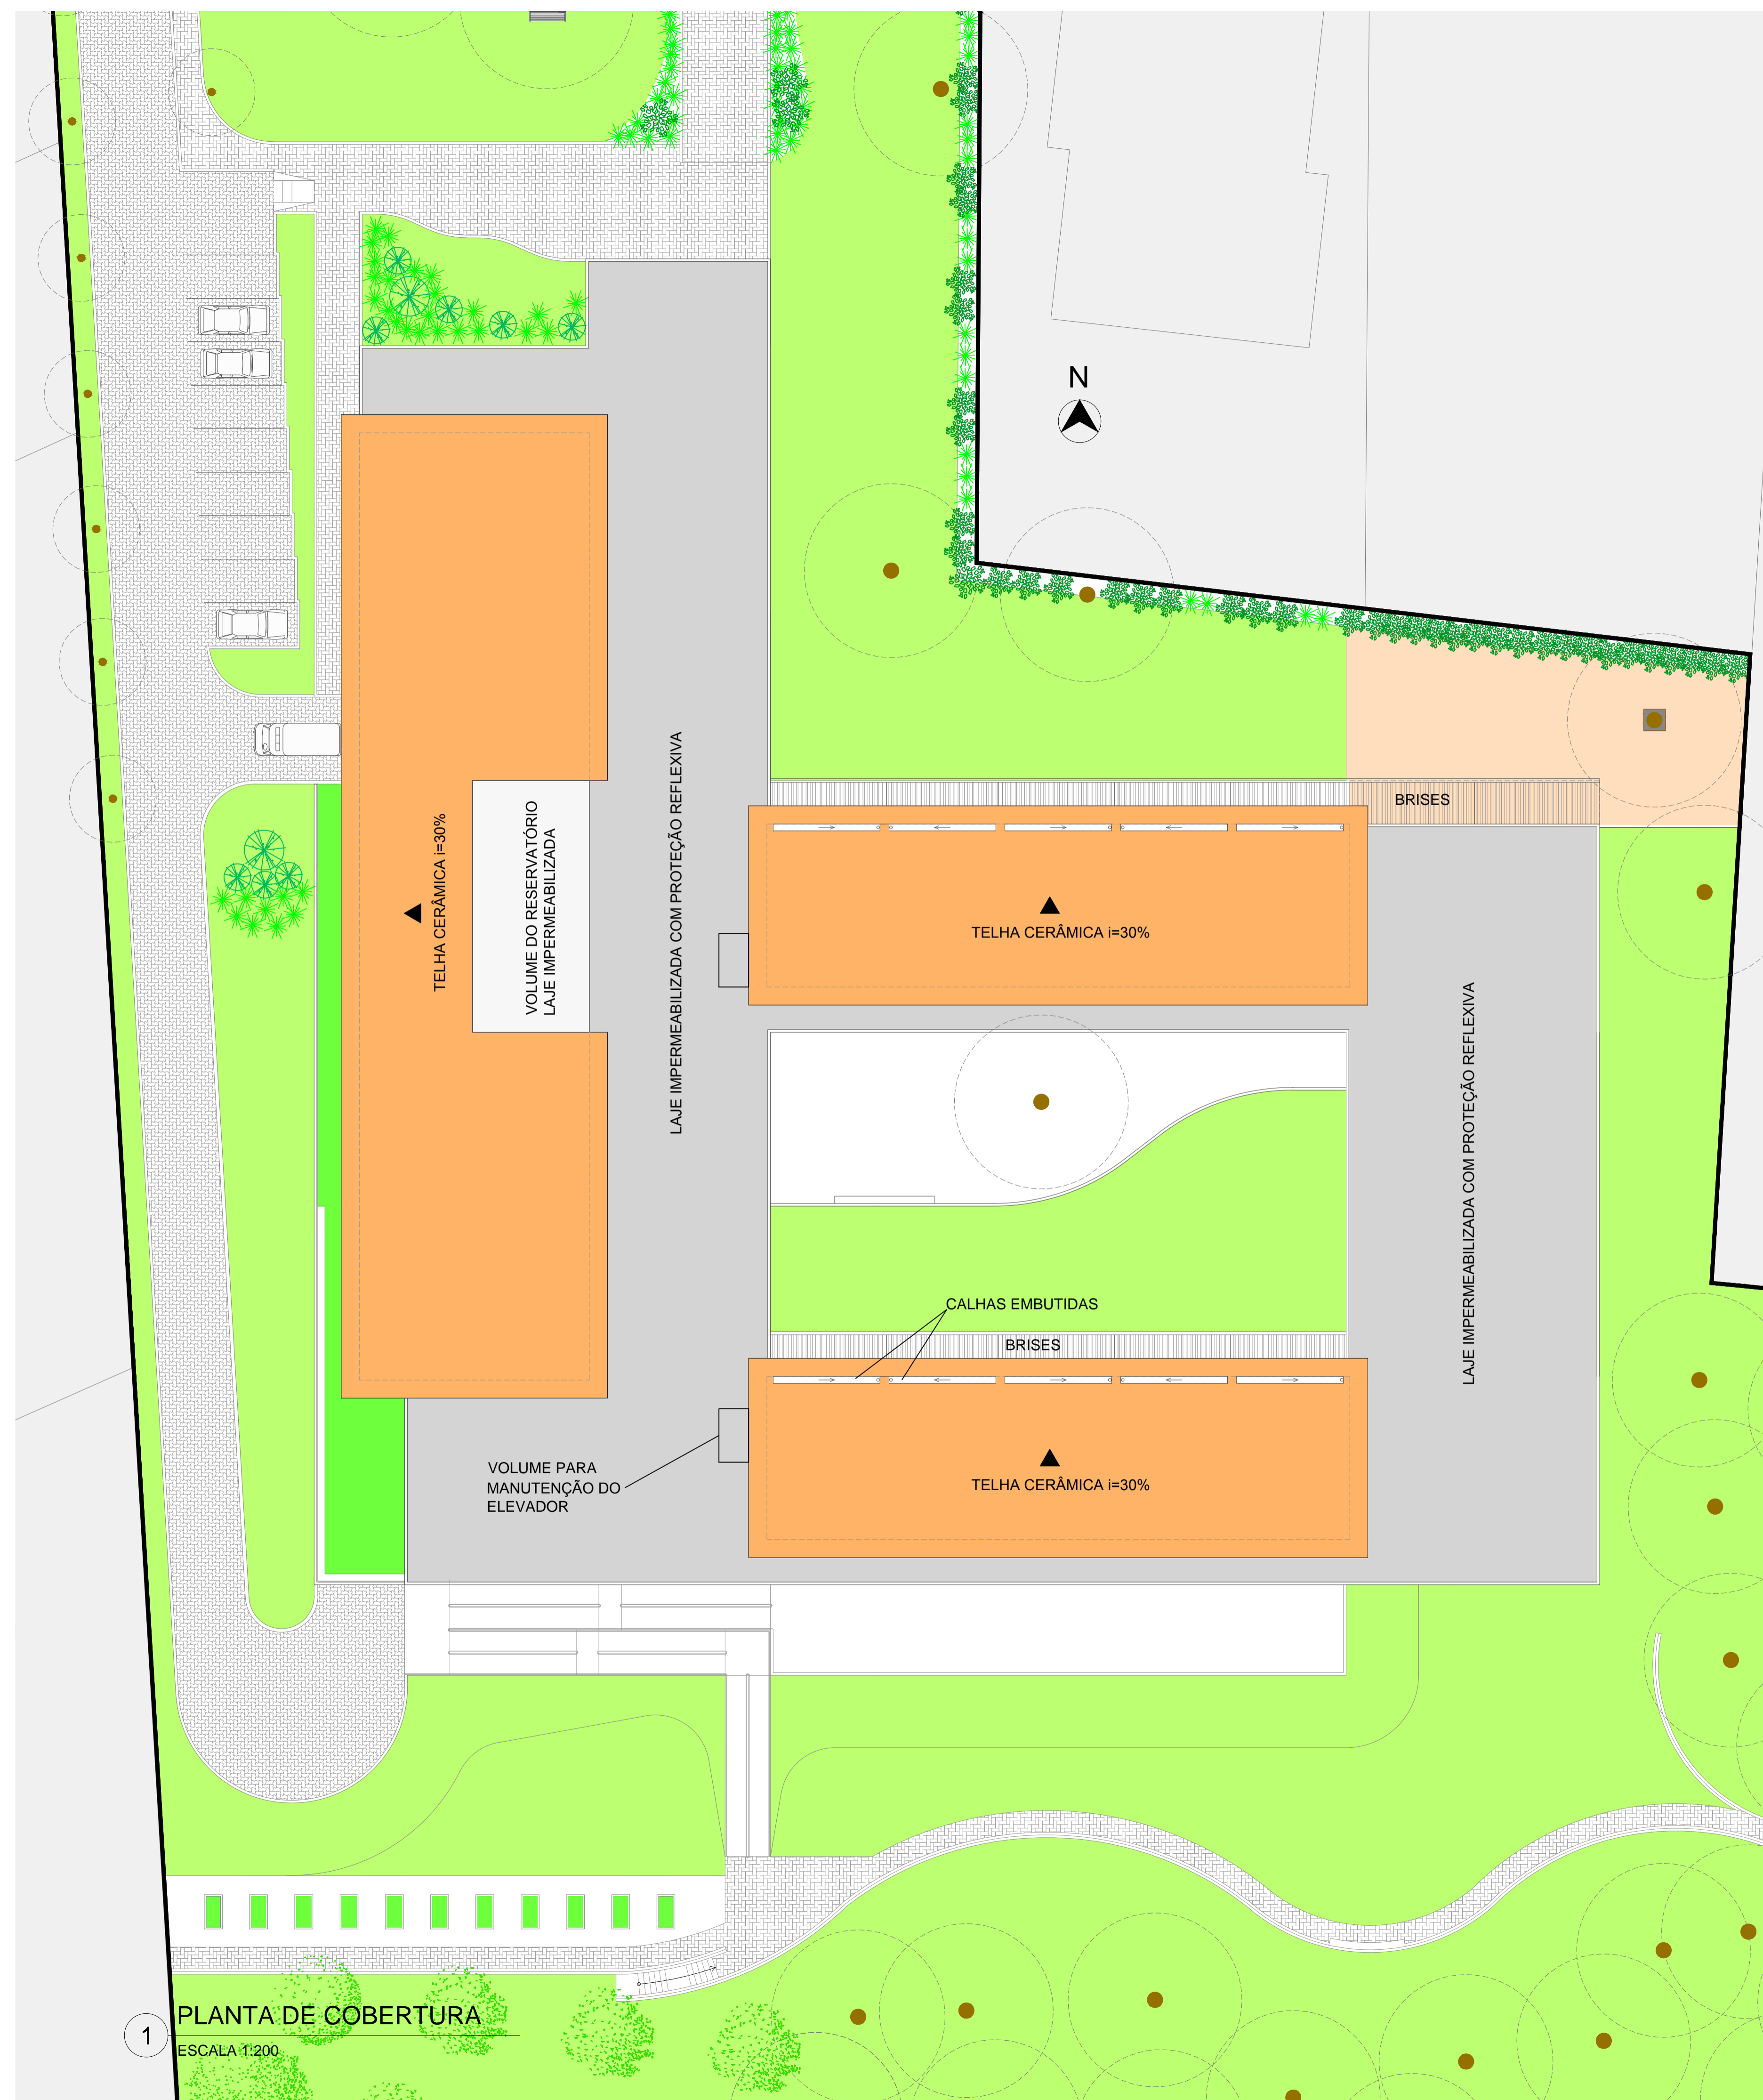 N
BRISES
TELHA CERÂMICA i=30%
VOLUME DO RESERVATÓRIO
LAJE IMPERMEABILIZADA
LAJE IMPERMEABILIZADA COM PROTEÇÃO REFLEXIVA
TELHA CERÂMICA i=30%
LAJE IMPERMEABILIZADA COM PROTEÇÃO REFLEXIVA
CALHAS EMBUTIDAS
BRISES
VOLUME PARA
MANUTENÇÃO DO
ELEVADOR
TELHA CERÂMICA i=30%
1
PLANTA DE COBERTURA
ESCALA 1:200